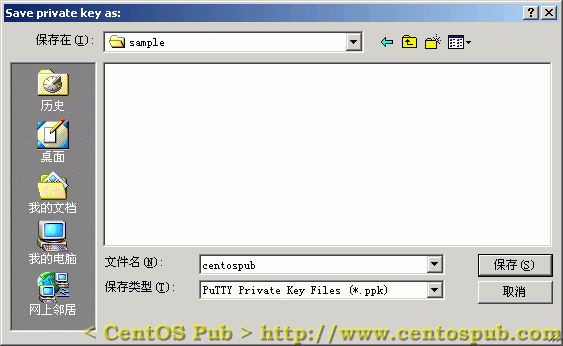 Save private key as:
保存在(I):
sample
历史
桌面
我的文档
我的电脑
网上邻居
文件名(N):
centospub
保存(S)
保存类型(T):
PuTTY Private Key Files (*.ppk)
取消
< CentOS Pub > http://www.centospub.com